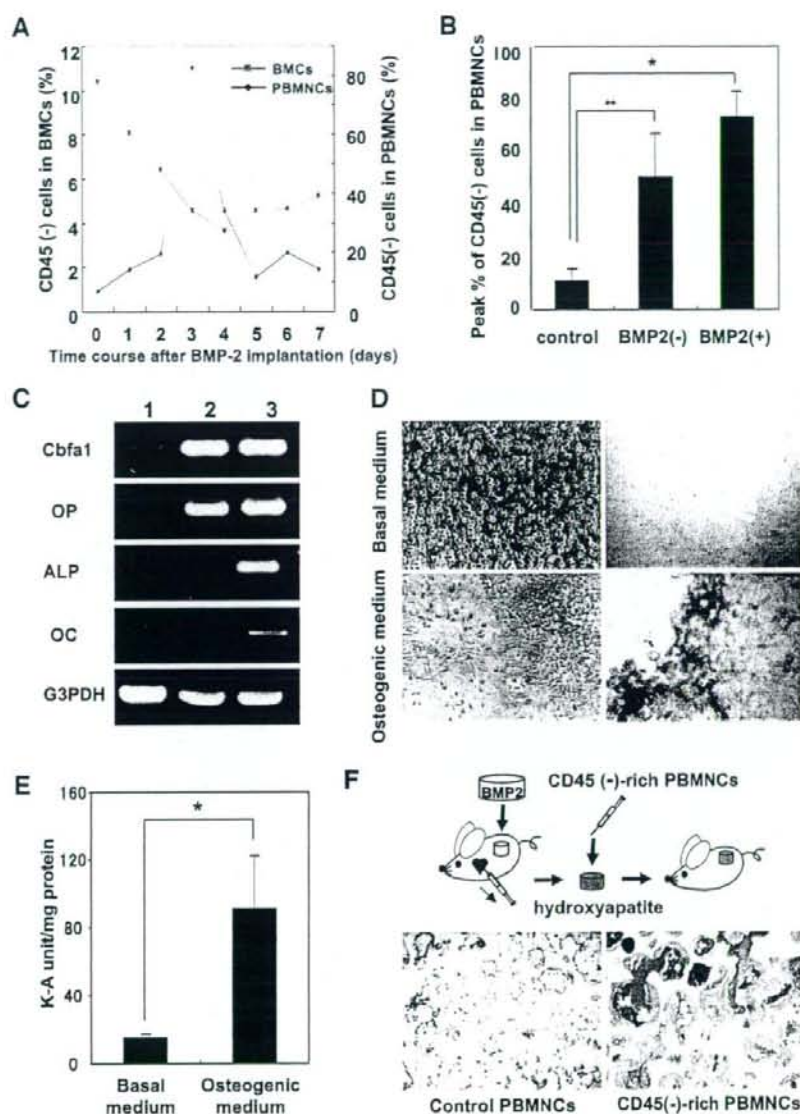 A
CD45 (-) cells in BMCs (%)
12
10
8
6
4
2
0
BMCs
PBMNCs
80
60
40
20
0
CD45(-) cells in PBMNCs (%)
0 1 2 3 4 5 6 7
Time course after BMP-2 implantation (days)
B
Peak % of CD45(-) cells in PBMNCs
100
80
60
40
20
0
*
**
control BMP2(-) BMP2(+)
C
1 2 3
Cbfa1
OP
ALP
OC
G3PDH
D
Basal medium
Osteogenic medium
E
K-A unit/mg protein
160
120
80
40
0
*
Basal medium
Osteogenic medium
F
BMP2
CD45 (-)-rich PBMNCs
hydroxyapatite
Control PBMNCs
CD45(-)-rich PBMNCs